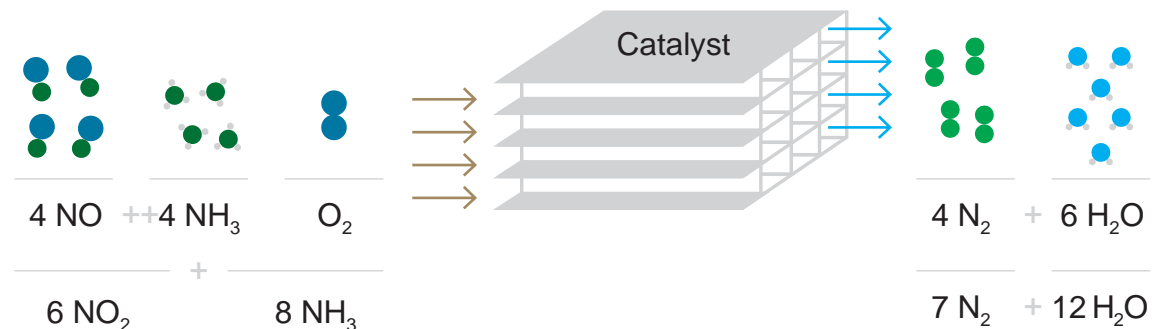 Catalyst
4 NO ++ 4 NH₃ O₂ 4 N₂ + 6 H₂O
+
6 NO₂ 8 NH₃ 7 N₂ + 12 H₂O